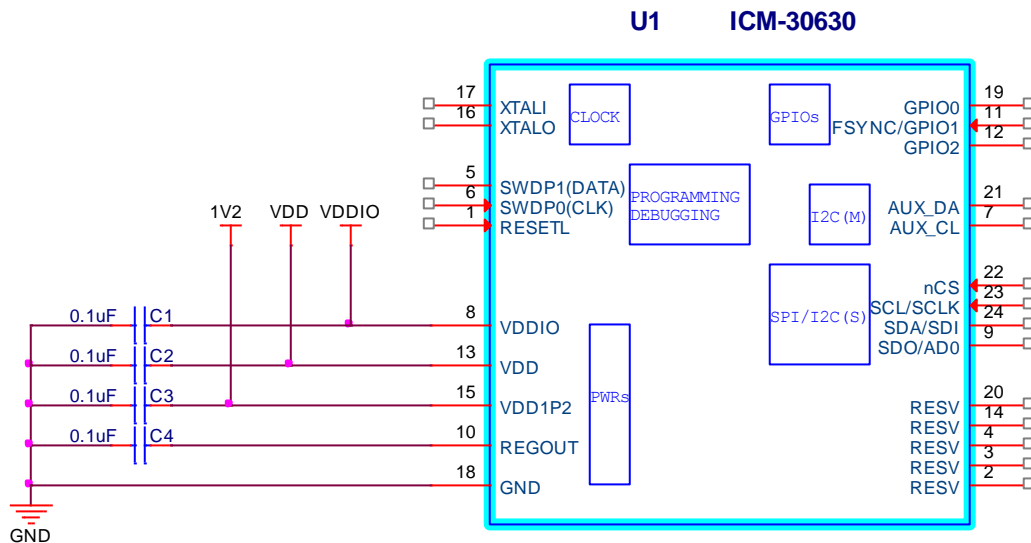 U1 ICM-30630
17 XTALI
16 XTALO
CLOCK
GPIOs
GPIO0 19
FSYNC/GPIO1 11
GPIO2 12
5 SWDP1(DATA)
6 SWDP0(CLK)
1 RESETL
PROGRAMMING
DEBUGGING
I2C(M)
AUX_DA 21
AUX_CL 7
1V2 VDD VDDIO
nCS 22
SCL/SCLK 23
SDA/SDI 24
SDO/AD0 9
SPI/I2C(S)
0.1uF C1 8 VDDIO
0.1uF C2 13 VDD
0.1uF C3 15 VDD1P2
0.1uF C4 10 REGOUT
18 GND
PWRs
RESV 20
RESV 14
RESV 4
RESV 3
RESV 2
GND